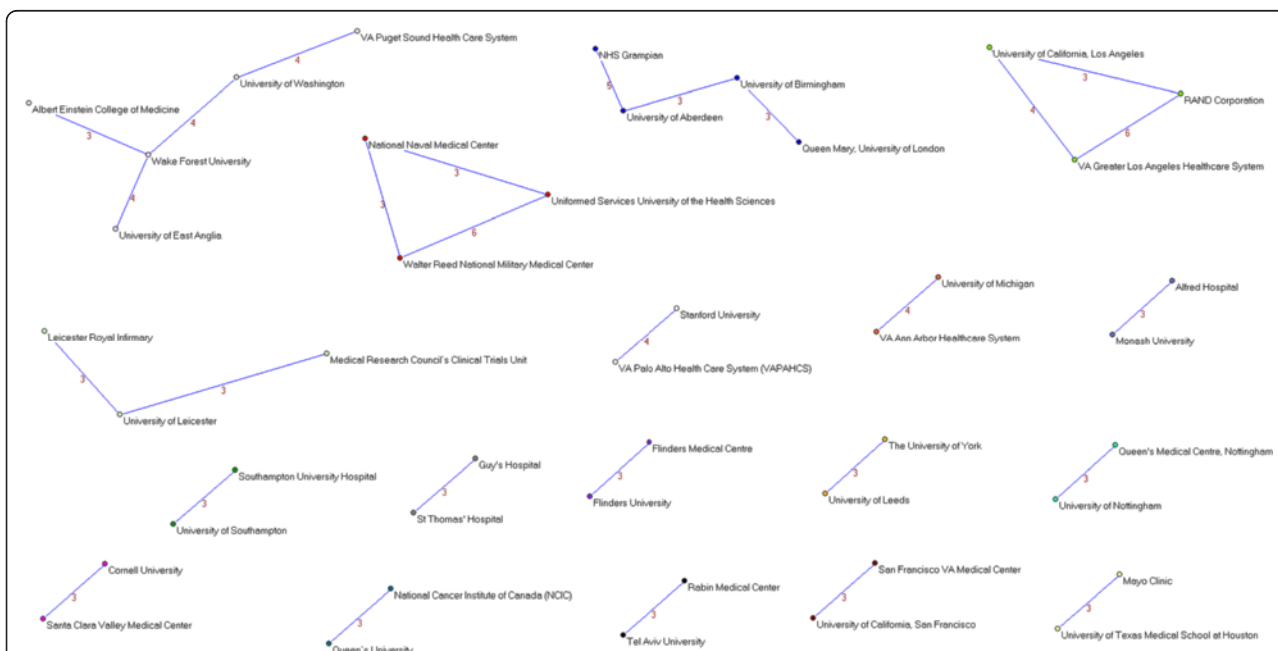 VA Puget Sound Health Care System
4
University of Washington
Albert Einstein College of Medicine
3
4
Wake Forest University
4
University of East Anglia
NHS Grampian
5
University of Aberdeen
3
University of Birmingham
3
Queen Mary, University of London
University of California, Los Angeles
3
RAND Corporation
4
6
VA Greater Los Angeles Healthcare System
National Naval Medical Center
3
3
Uniformed Services University of the Health Sciences
6
Walter Reed National Military Medical Center
Leicester Royal Infirmary
3
Medical Research Council's Clinical Trials Unit
3
University of Leicester
Stanford University
4
VA Palo Alto Health Care System (VAPAHCS)
University of Michigan
4
VA Ann Arbor Healthcare System
Alfred Hospital
3
Monash University
Southampton University Hospital
3
University of Southampton
Guy's Hospital
3
St Thomas' Hospital
Flinders Medical Centre
3
Flinders University
The University of York
3
University of Leeds
Queen's Medical Centre, Nottingham
3
University of Nottingham
Cornell University
3
Santa Clara Valley Medical Center
National Cancer Institute of Canada (NCIC)
3
Queen's University
Rabin Medical Center
3
Tel Aviv University
San Francisco VA Medical Center
3
University of California, San Francisco
Mayo Clinic
3
University of Texas Medical School at Houston